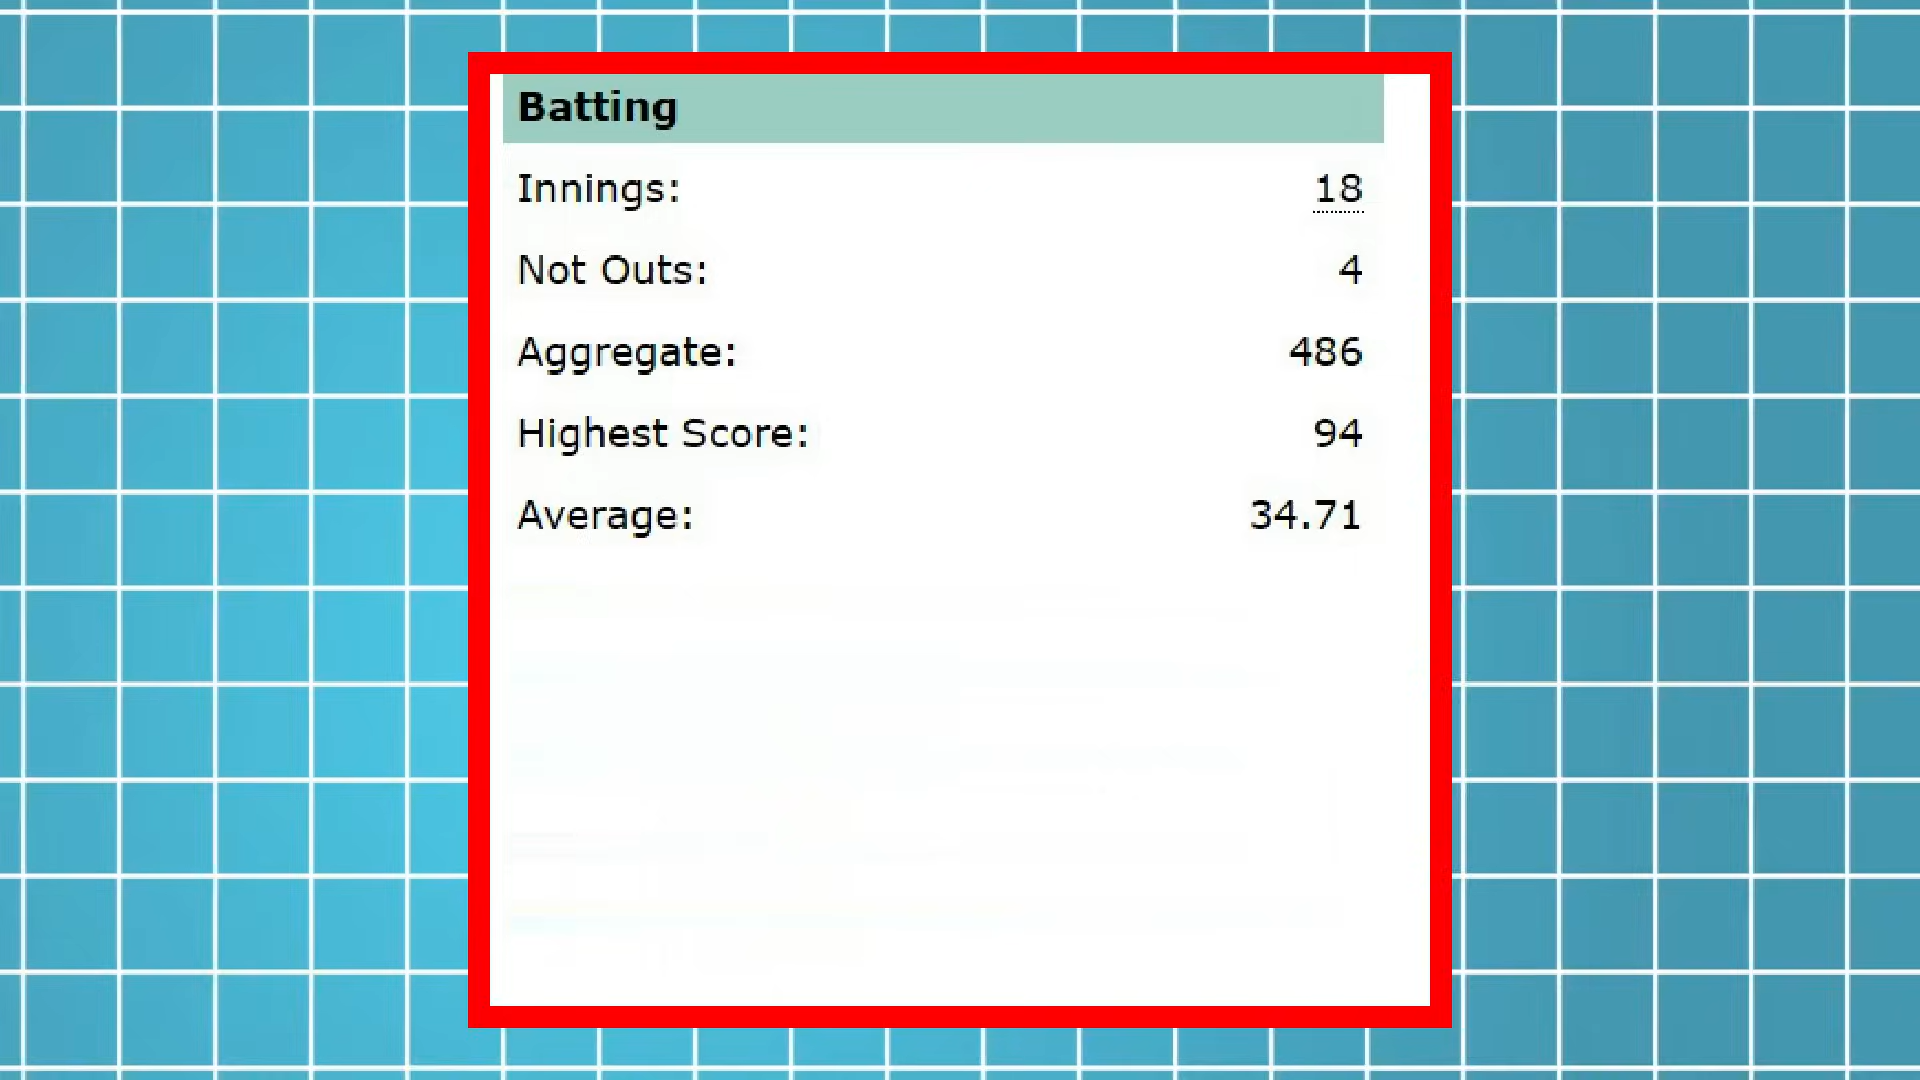 Batting
Innings: 18
Not Outs: 4
Aggregate: 486
Highest Score: 94
Average: 34.71